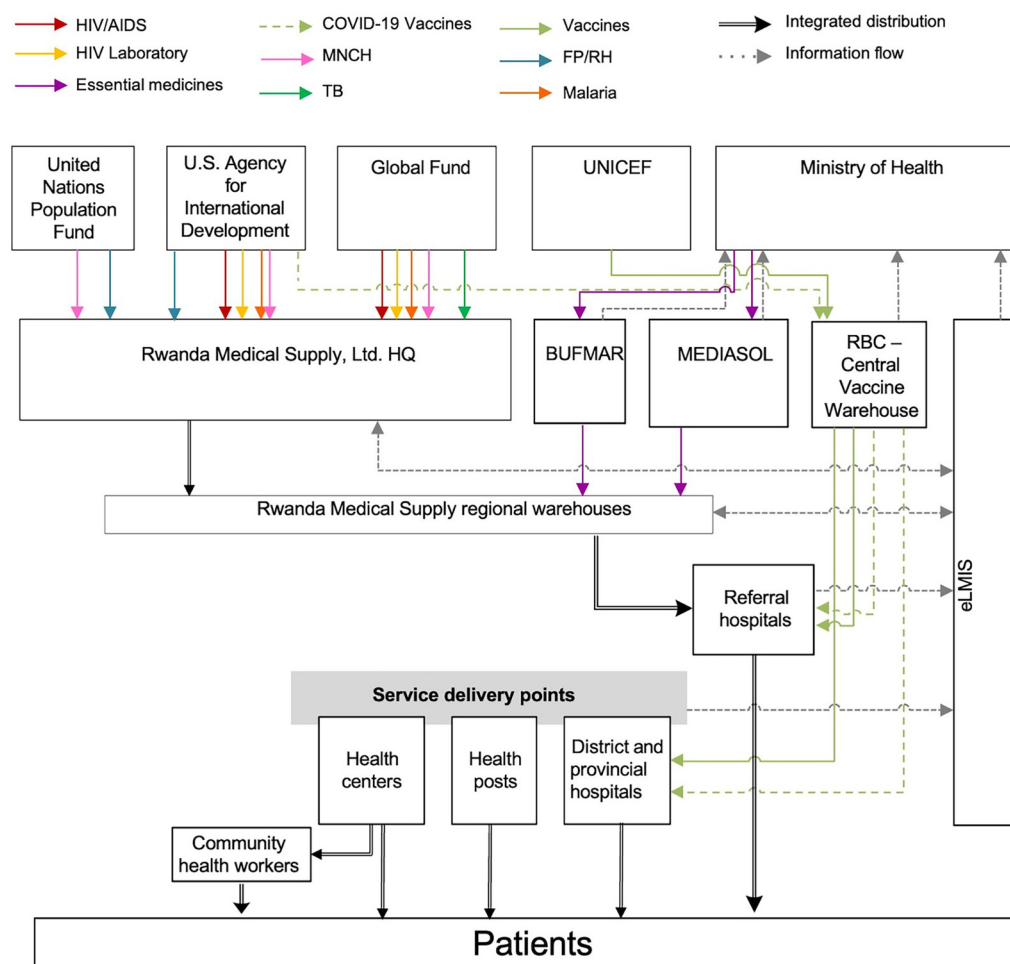 HIV/AIDS
COVID-19 Vaccines
Vaccines
Integrated distribution
HIV Laboratory
MNCH
FP/RH
Information flow
Essential medicines
TB
Malaria
United
Nations
Population
Fund
U.S. Agency
for
International
Development
Global Fund
UNICEF
Ministry of Health
Rwanda Medical Supply, Ltd. HQ
BUFMAR
MEDIASOL
RBC –
Central
Vaccine
Warehouse
Rwanda Medical Supply regional warehouses
eLMIS
Referral
hospitals
Service delivery points
Health
centers
Health
posts
District and
provincial
hospitals
Community
health workers
Patients